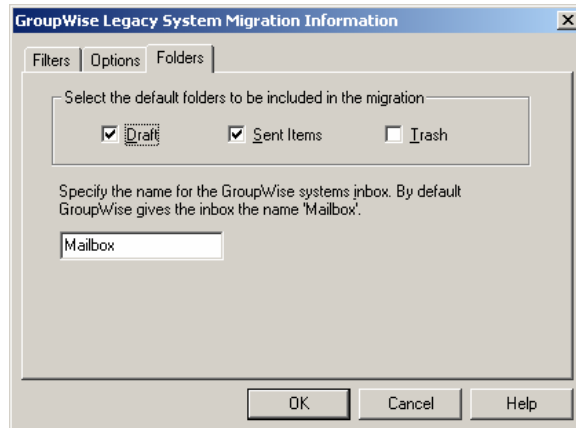 GroupWise Legacy System Migration Information
Filters Options Folders
Select the default folders to be included in the migration
Draft Sent Items Trash
Specify the name for the GroupWise systems inbox. By default
GroupWise gives the inbox the name 'Mailbox'.
Mailbox
OK Cancel Help